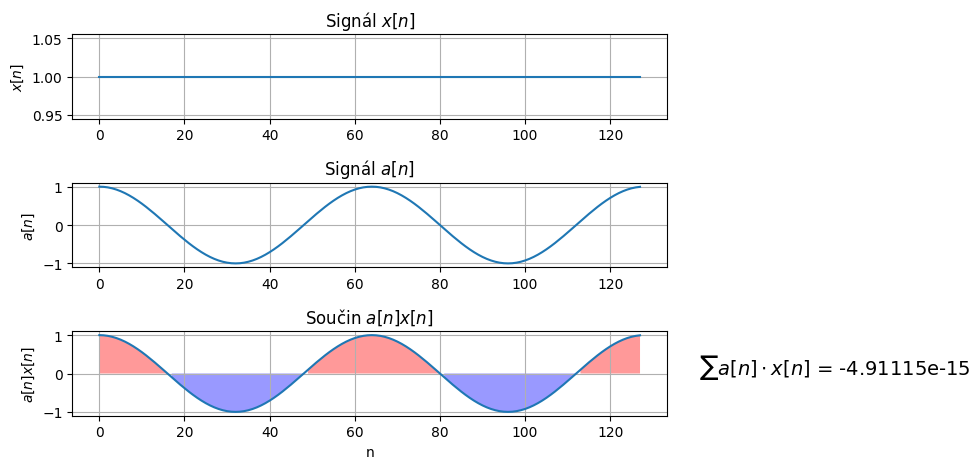 Signál x[n]
1.05
1.00
0.95
x[n]
0 20 40 60 80 100 120
Signál a[n]
1
0
−1
a[n]
0 20 40 60 80 100 120
Součin a[n]x[n]
1
0
−1
a[n]x[n]
0 20 40 60 80 100 120
n
∑a[n]·x[n] = -4.91115e-15